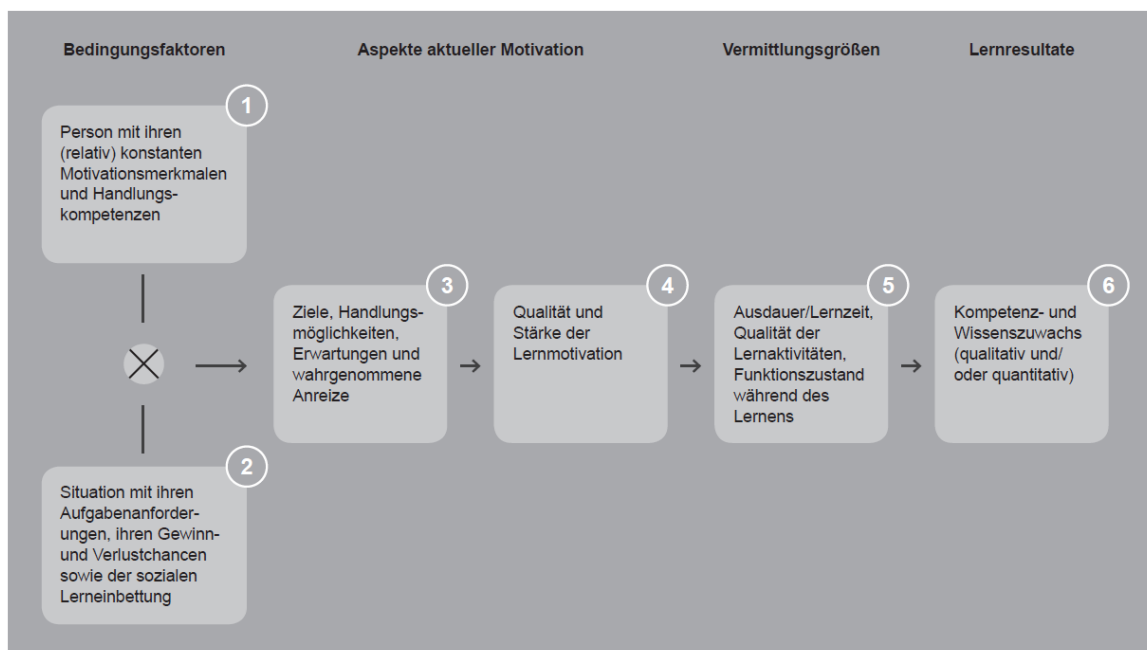 Bedingungsfaktoren
Aspekte aktueller Motivation
Vermittlungsgrößen
Lernresultate
1
Person mit ihren
(relativ) konstanten
Motivationsmerkmalen
und Handlungs-
kompetenzen
2
Situation mit ihren
Aufgabenanforder-
ungen, ihren Gewinn-
und Verlustchancen
sowie der sozialen
Lerneinbettung
3
Ziele, Handlungs-
möglichkeiten,
Erwartungen und
wahrgenommene
Anreize
4
Qualität und
Stärke der
Lernmotivation
5
Ausdauer/Lernzeit,
Qualität der
Lernaktivitäten,
Funktionszustand
während des
Lernens
6
Kompetenz- und
Wissenszuwachs
(qualitativ und/
oder quantitativ)